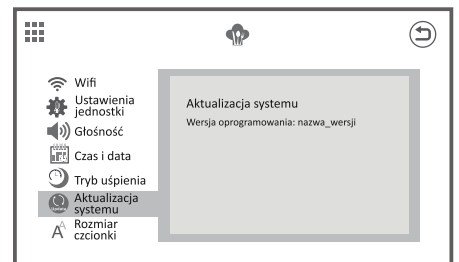 Wifi
Ustawienia
jednostki
Głośność
Czas i data
Tryb uśpienia
Aktualizacja
systemu
Rozmiar
czcionki
Aktualizacja systemu
Wersja oprogramowania: nazwa_wersji